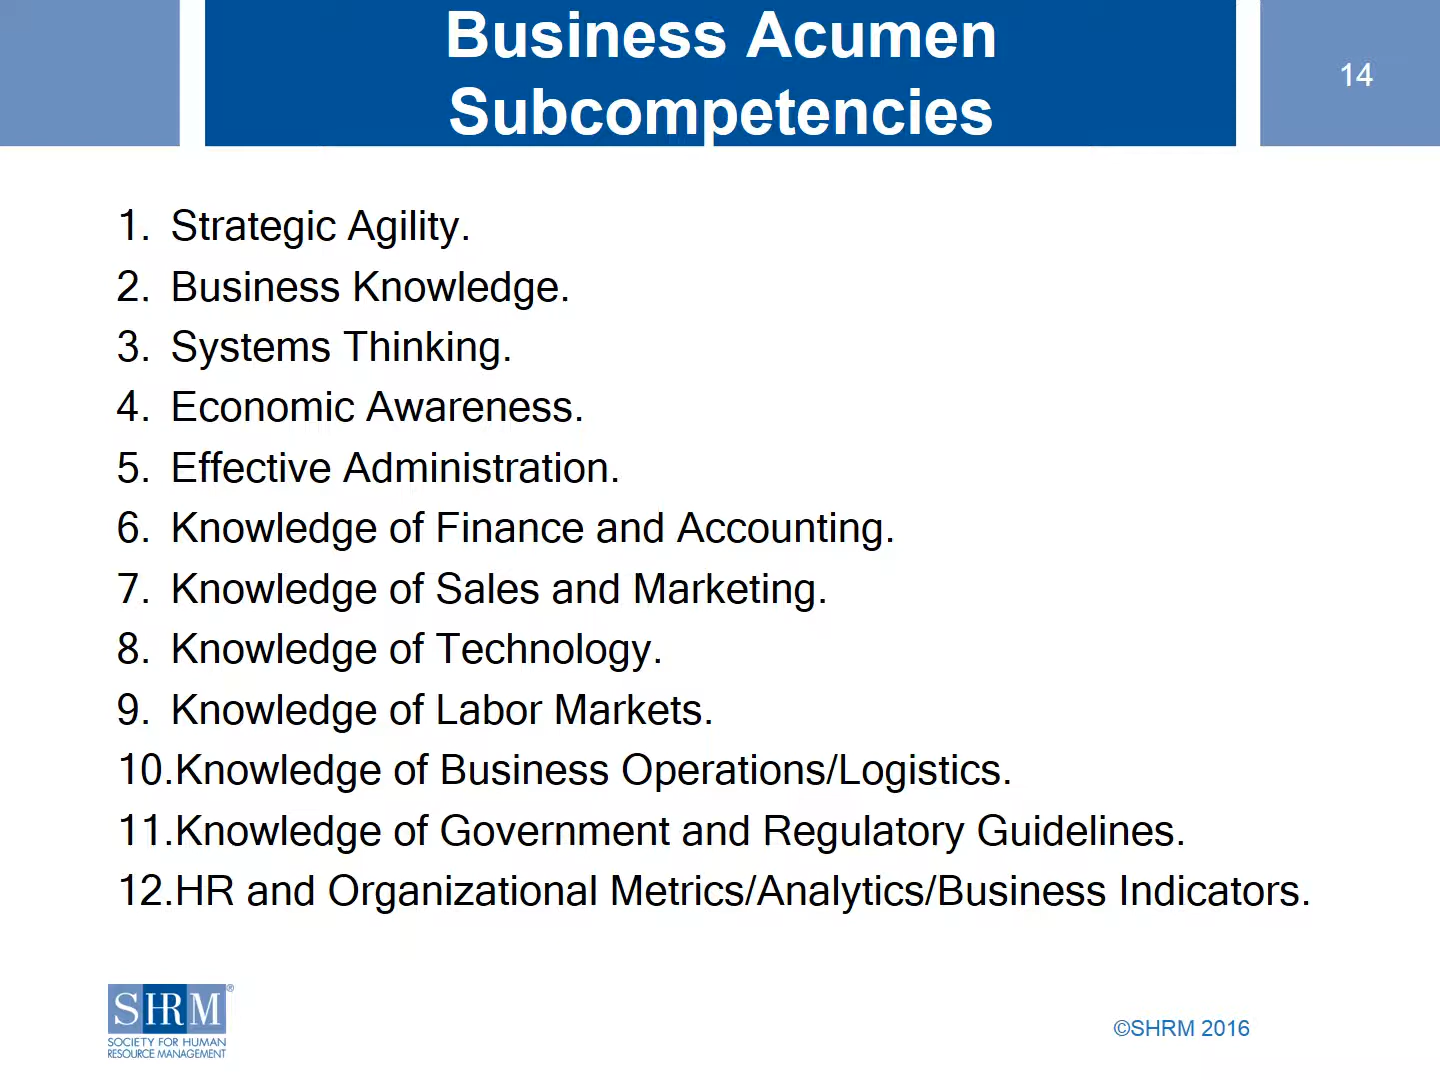 Business Acumen
Subcompetencies
14
1. Strategic Agility.
2. Business Knowledge.
3. Systems Thinking.
4. Economic Awareness.
5. Effective Administration.
6. Knowledge of Finance and Accounting.
7. Knowledge of Sales and Marketing.
8. Knowledge of Technology.
9. Knowledge of Labor Markets.
10.Knowledge of Business Operations/Logistics.
11.Knowledge of Government and Regulatory Guidelines.
12.HR and Organizational Metrics/Analytics/Business Indicators.
SHRM®
SOCIETY FOR HUMAN
RESOURCE MANAGEMENT
©SHRM 2016